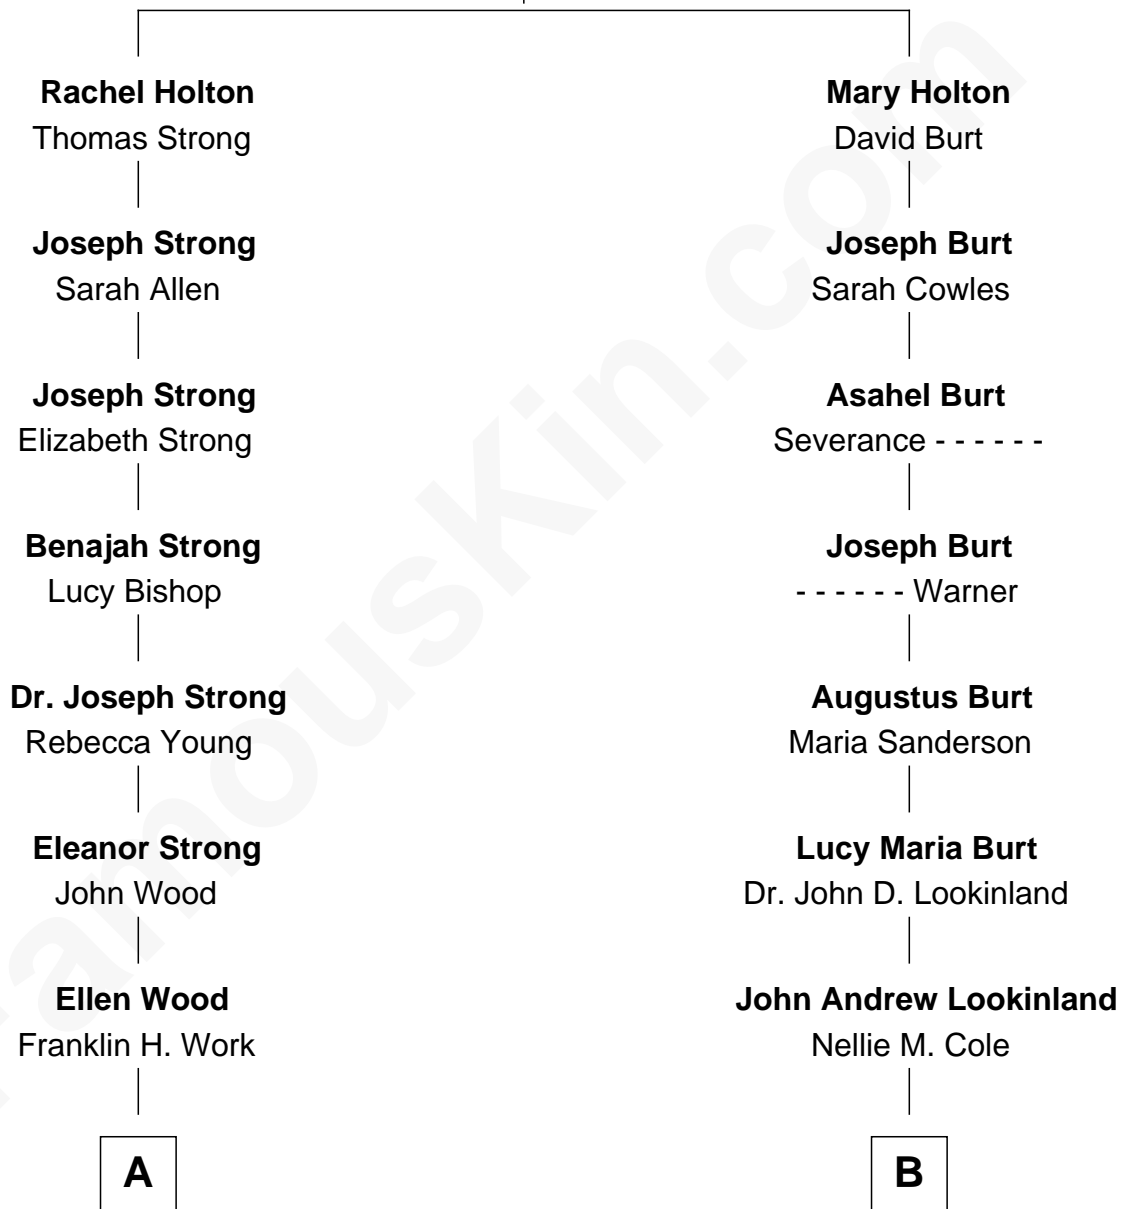 Rachel Holton
Thomas Strong
Joseph Strong
Sarah Allen
Joseph Strong
Elizabeth Strong
Benajah Strong
Lucy Bishop
Dr. Joseph Strong
Rebecca Young
Eleanor Strong
John Wood
Ellen Wood
Franklin H. Work
A
Mary Holton
David Burt
Joseph Burt
Sarah Cowles
Asahel Burt
Severance - - - - - -
Joseph Burt
- - - - - - Warner
Augustus Burt
Maria Sanderson
Lucy Maria Burt
Dr. John D. Lookinland
John Andrew Lookinland
Nellie M. Cole
B
FamousKin.com